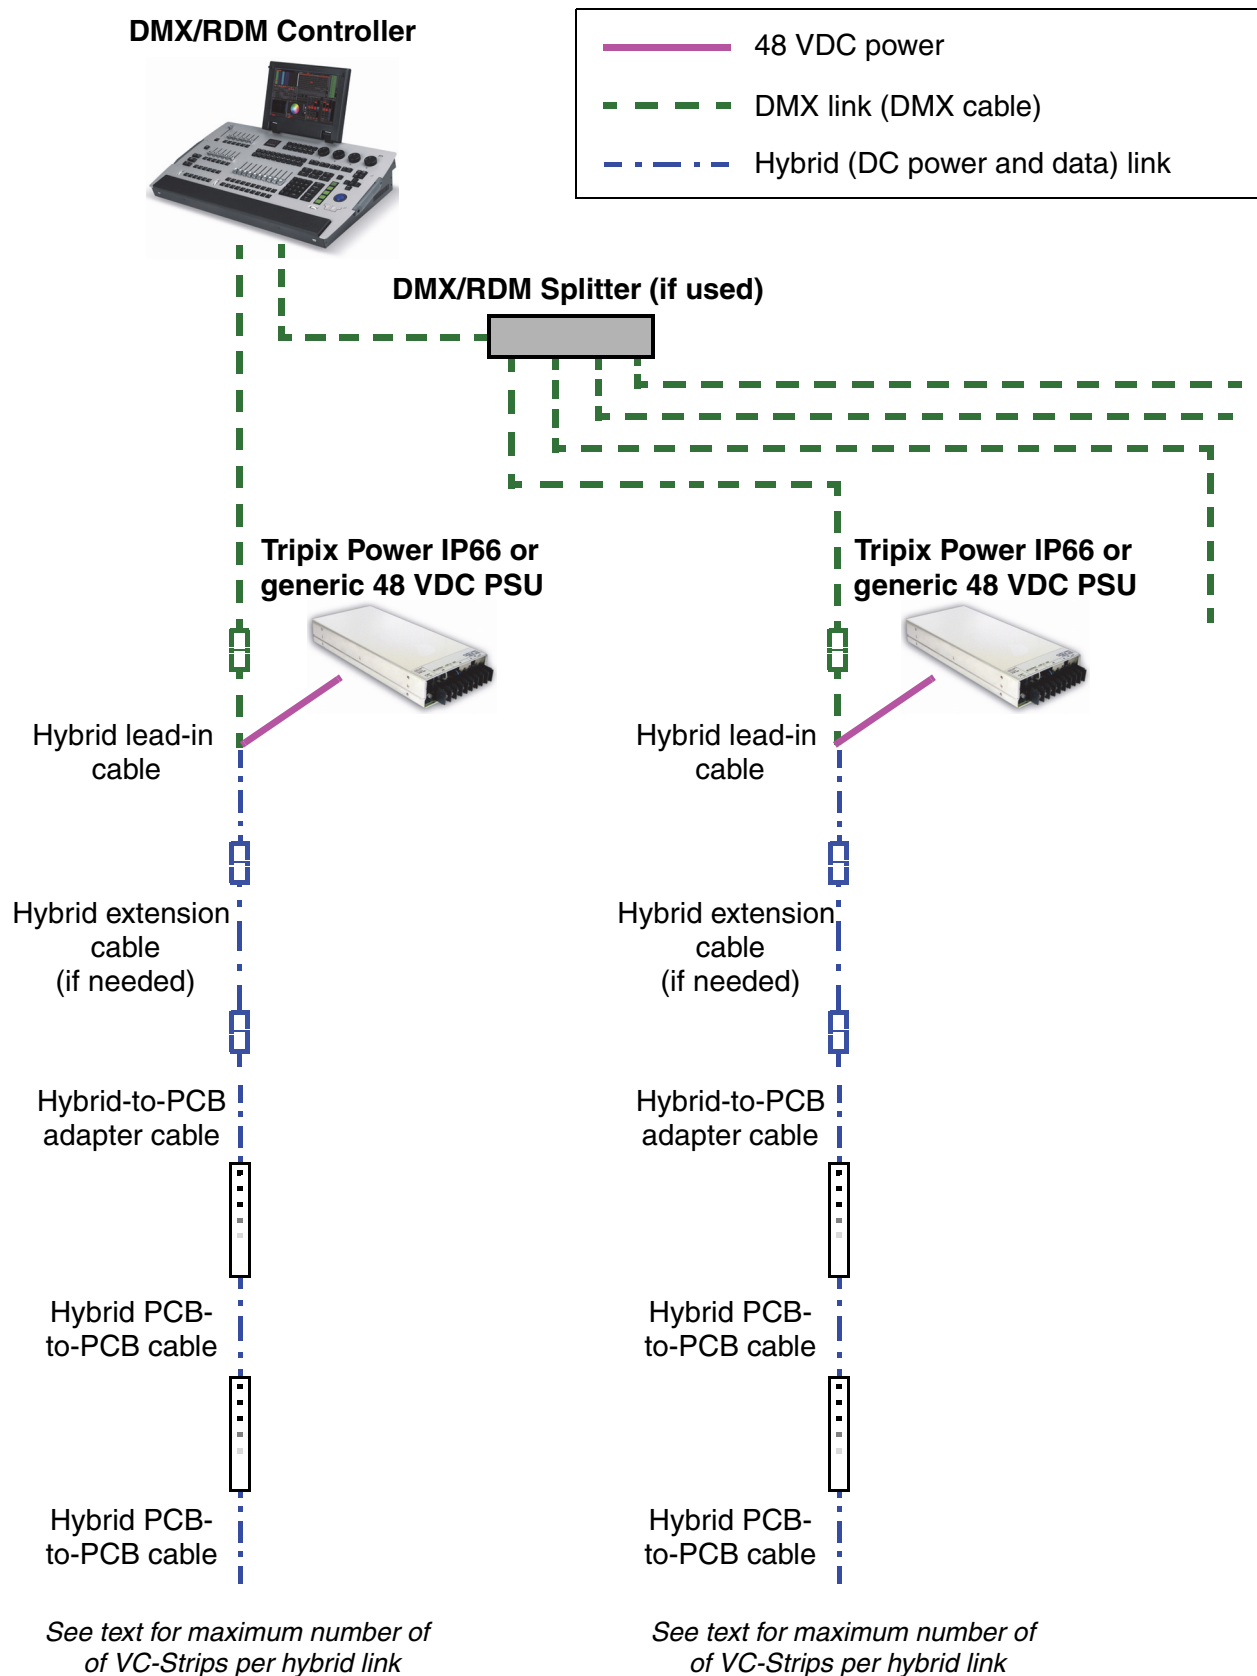 DMX/RDM Controller
48 VDC power
DMX link (DMX cable)
Hybrid (DC power and data) link
DMX/RDM Splitter (if used)
Tripix Power IP66 or
generic 48 VDC PSU
Tripix Power IP66 or
generic 48 VDC PSU
Hybrid lead-in
cable
Hybrid lead-in
cable
Hybrid extension
cable
(if needed)
Hybrid extension
cable
(if needed)
Hybrid-to-PCB
adapter cable
Hybrid-to-PCB
adapter cable
Hybrid PCB-
to-PCB cable
Hybrid PCB-
to-PCB cable
Hybrid PCB-
to-PCB cable
Hybrid PCB-
to-PCB cable
See text for maximum number of
of VC-Strips per hybrid link
See text for maximum number of
of VC-Strips per hybrid link